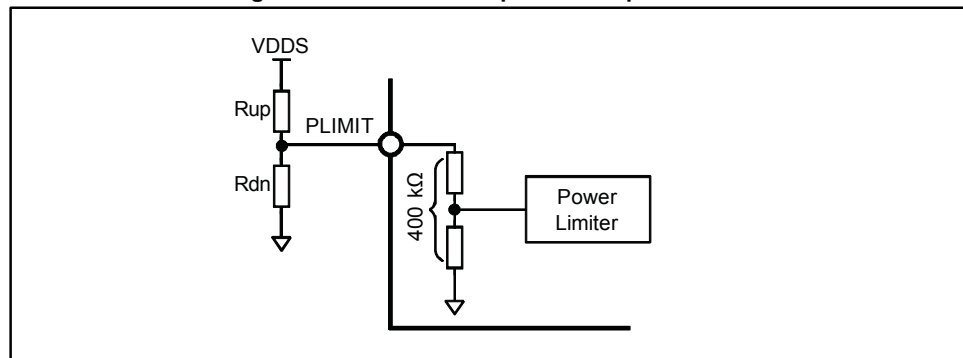 VDDS
Rup
PLIMIT
Rdn
400 kΩ
Power
Limiter